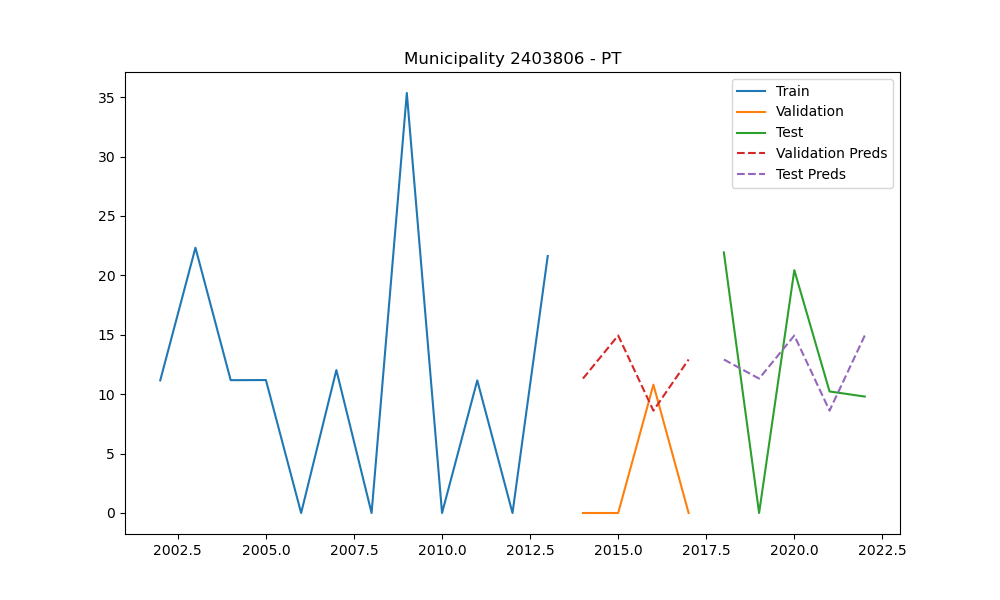 Municipality 2403806 - PT
35
30
25
20
15
10
5
0
2002.5 2005.0 2007.5 2010.0 2012.5 2015.0 2017.5 2020.0 2022.5
Train
Validation
Test
Validation Preds
Test Preds